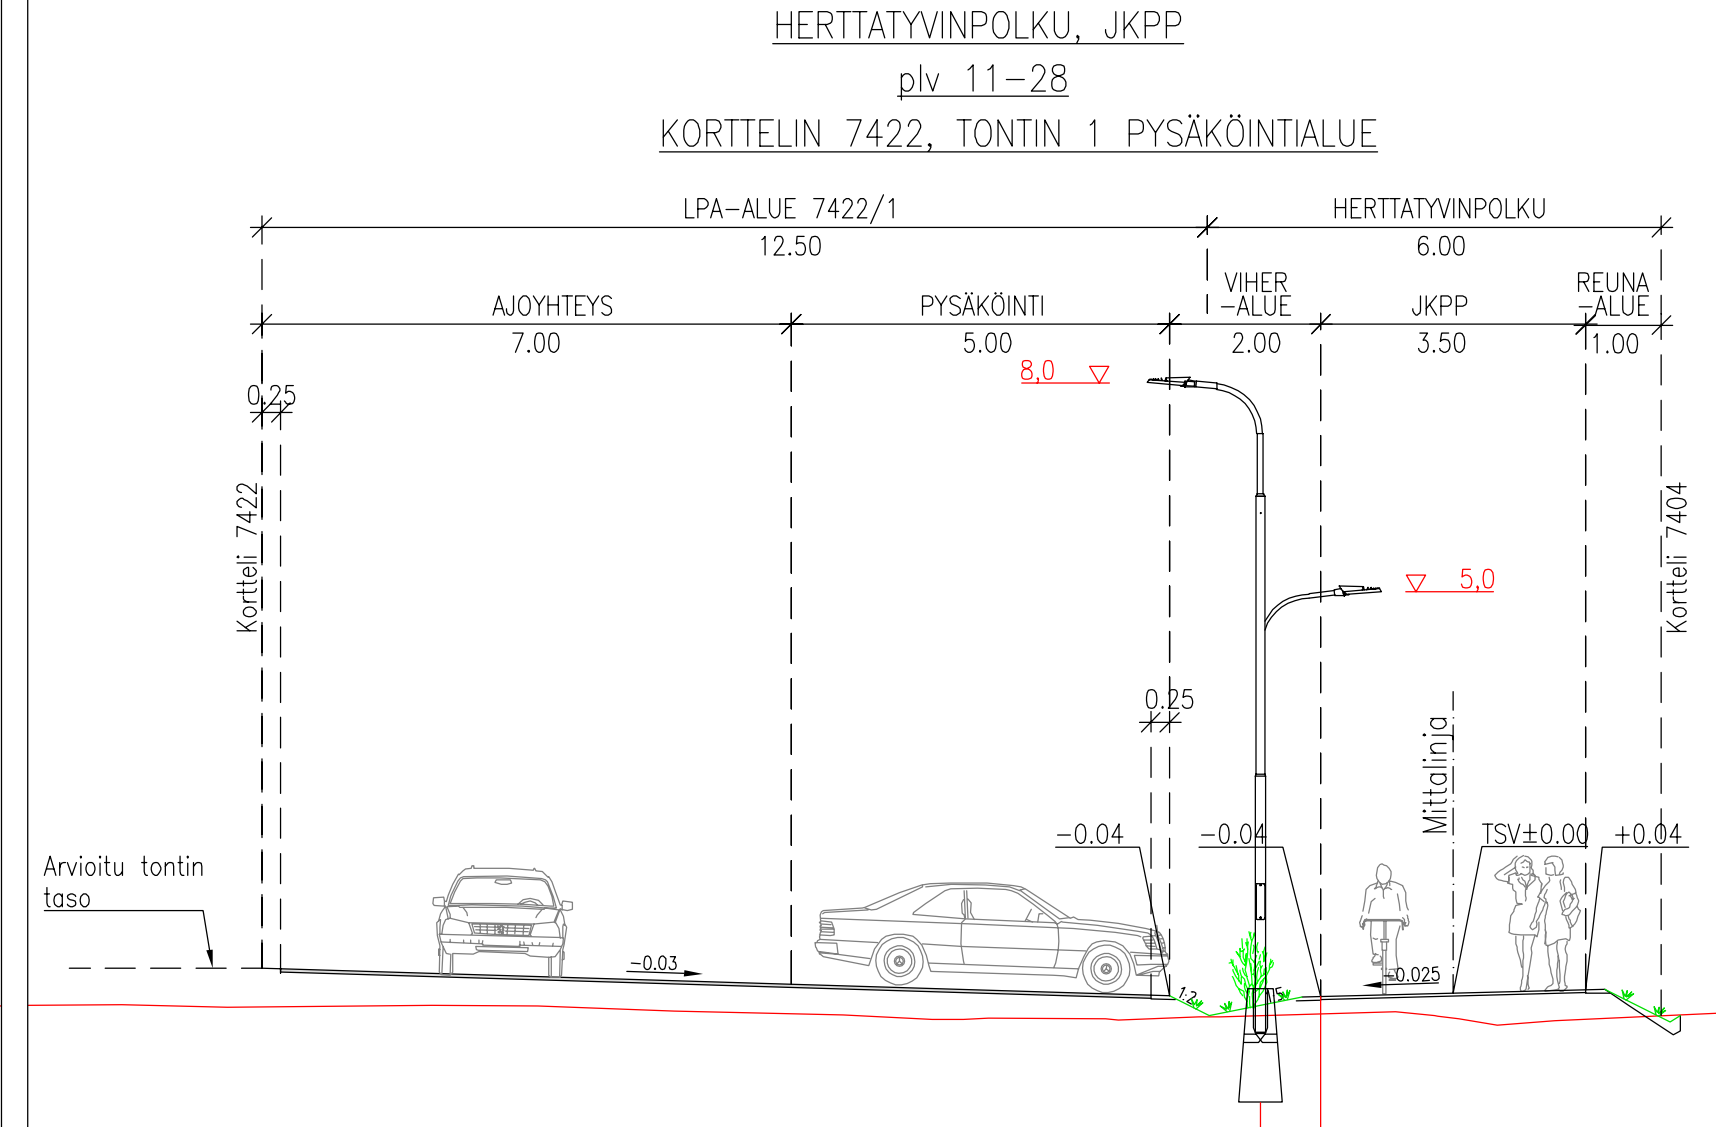 HERTTATYVINPOLKU, JKPP
plv 11-28
KORTTELIN 7422, TONTIN 1 PYSÄKÖINTIALUE
LPA-ALUE 7422/1
HERTTATYVINPOLKU
12.50
6.00
AJOYHTEYS
PYSÄKÖINTI
VIHER
-ALUE
JKPP
REUNA
-ALUE
7.00
5.00
2.00
3.50
1.00
8,0
0.25
Kortteli 7422
Kortteli 7404
5,0
0.25
Mittalinja
-0.04
-0.04
TSV±0.00
+0.04
Arvioitu tontin
taso
-0.03
-0.025
1:2